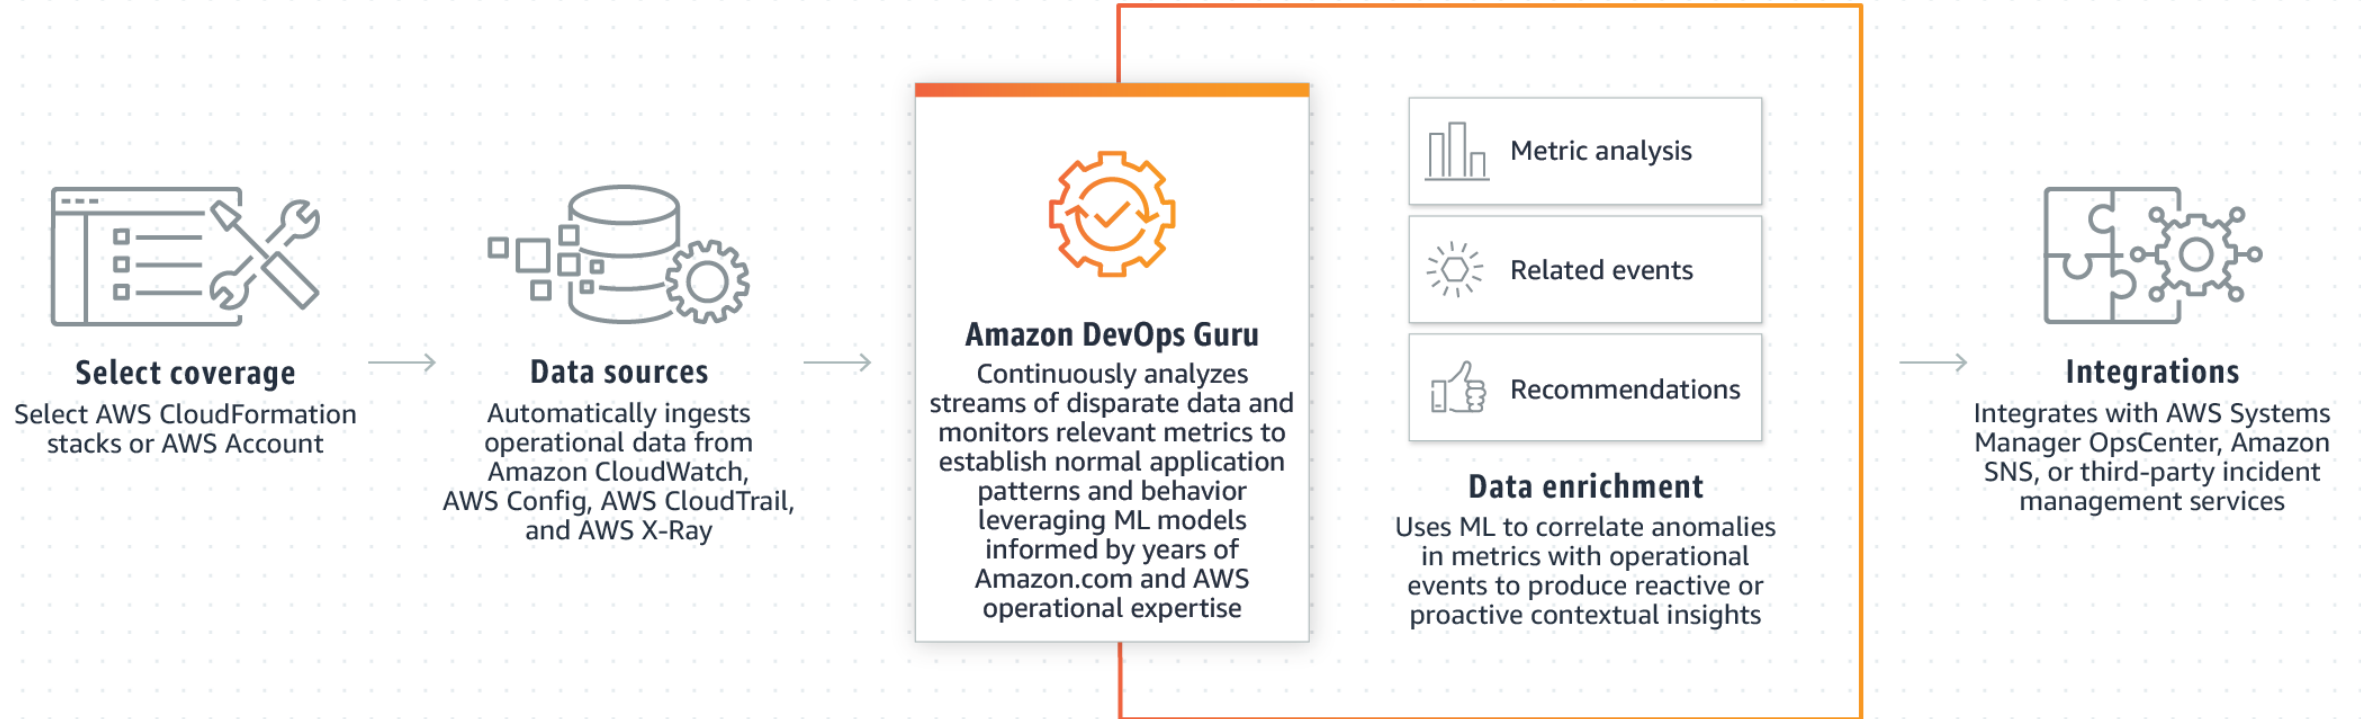 Select coverage
Select AWS CloudFormation
stacks or AWS Account
Data sources
Automatically ingests
operational data from
Amazon CloudWatch,
AWS Config, AWS CloudTrail,
and AWS X-Ray
Amazon DevOps Guru
Continuously analyzes
streams of disparate data and
monitors relevant metrics to
establish normal application
patterns and behavior
leveraging ML models
informed by years of
Amazon.com and AWS
operational expertise
Metric analysis
Related events
Recommendations
Data enrichment
Uses ML to correlate anomalies
in metrics with operational
events to produce reactive or
proactive contextual insights
Integrations
Integrates with AWS Systems
Manager OpsCenter, Amazon
SNS, or third-party incident
management services